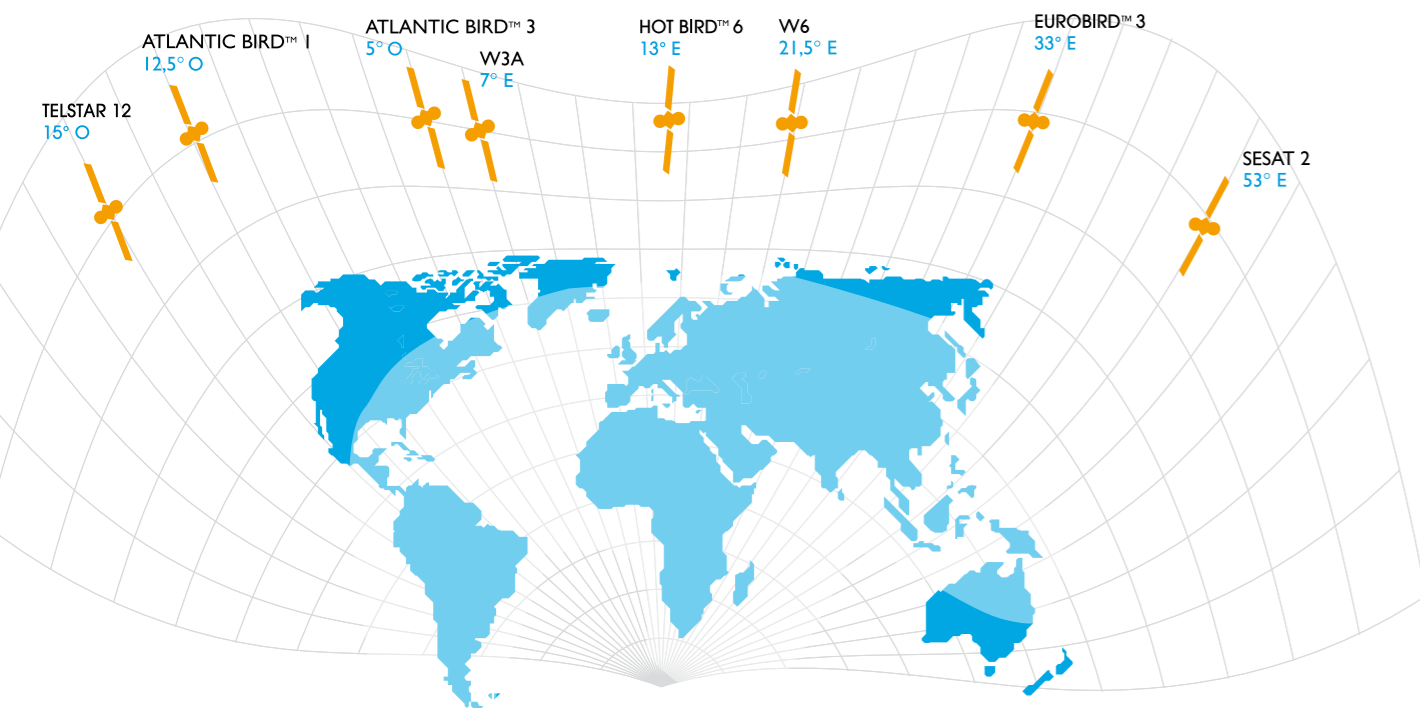 TELSTAR 12
15° O
ATLANTIC BIRD™ 1
12,5° O
ATLANTIC BIRD™ 3
5° O
W3A
7° E
HOT BIRD™ 6
13° E
W6
21,5° E
EUROBIRD™ 3
33° E
SESAT 2
53° E